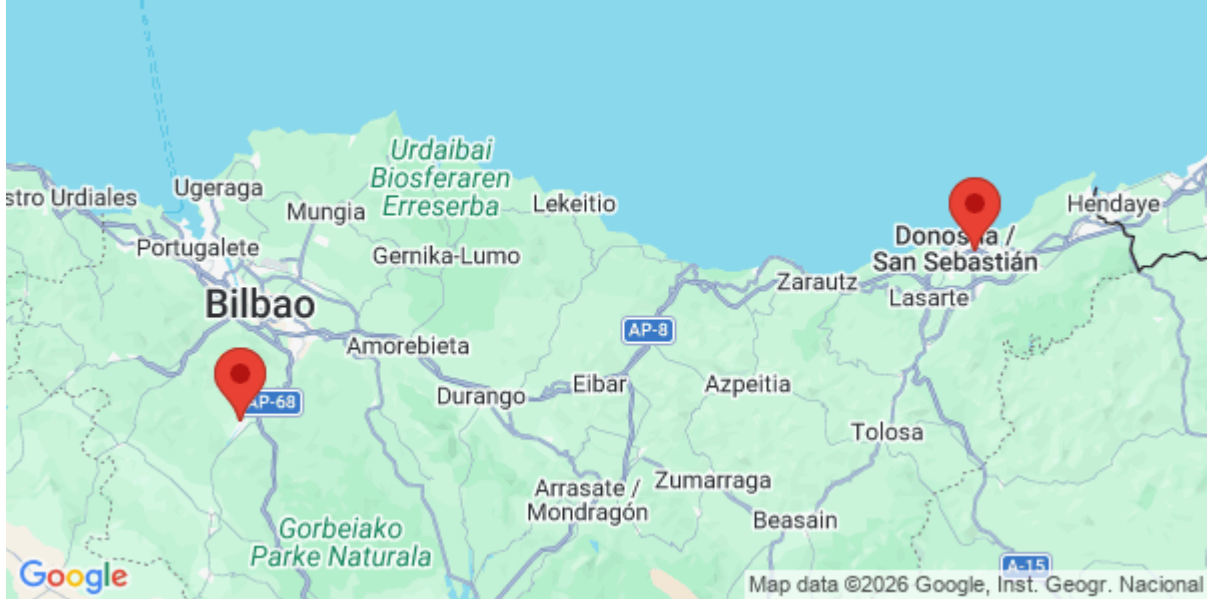 Urdaibai
Biosferaren
Erreserba
stro Urdiales
Ugeraga
Mungia
Lekeitio
Hendaye
Portugalete
Gernika-Lumo
Donostia /
San Sebastián
Zarautz
Lasarte
Bilbao
AP-8
Amorebieta
Durango
Eibar
Azpeitia
AP-68
Tolosa
Arrasate /
Mondragón
Zumarraga
Beasain
Gorbeiako
Parke Naturala
A-15
Google
Map data ©2026 Google, Inst. Geogr. Nacional